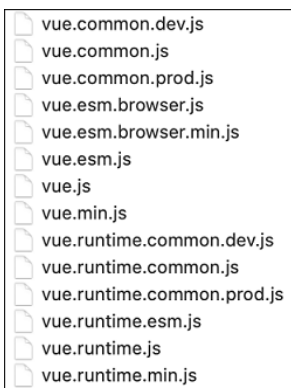 vue.common.dev.js
vue.common.js
vue.common.prod.js
vue.esm.browser.js
vue.esm.browser.min.js
vue.esm.js
vue.js
vue.min.js
vue.runtime.common.dev.js
vue.runtime.common.js
vue.runtime.common.prod.js
vue.runtime.esm.js
vue.runtime.js
vue.runtime.min.js